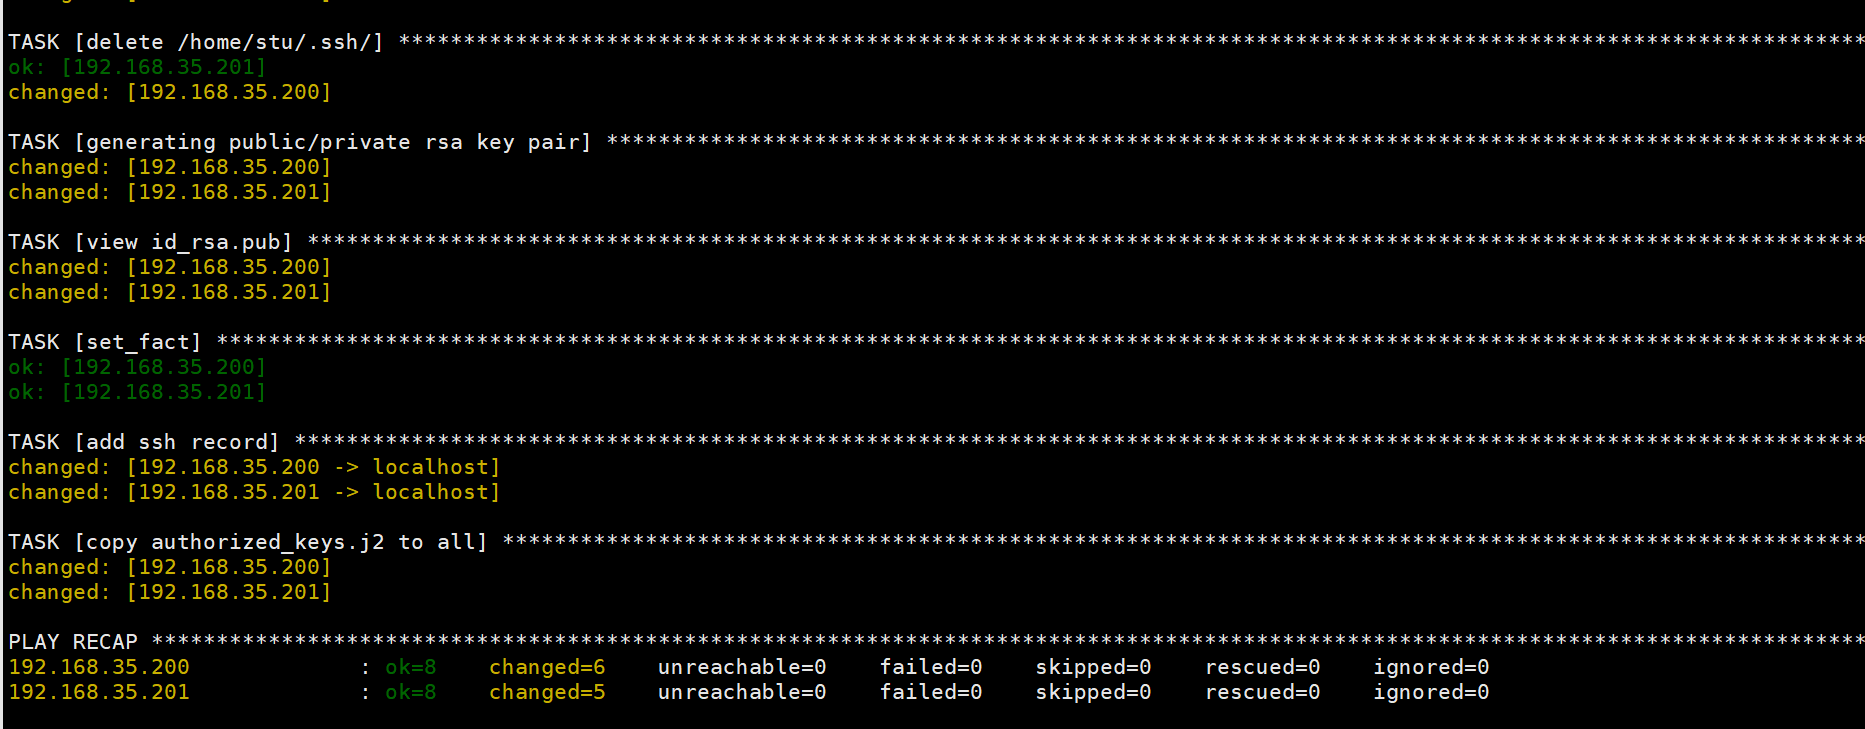 TASK [delete /home/stu/.ssh/] *****************************************************************************************************************
ok: [192.168.35.201]
changed: [192.168.35.200]
TASK [generating public/private rsa key pair] *************************************************************************************************
changed: [192.168.35.200]
changed: [192.168.35.201]
TASK [view id_rsa.pub] ************************************************************************************************************************
changed: [192.168.35.200]
changed: [192.168.35.201]
TASK [set_fact] *******************************************************************************************************************************
ok: [192.168.35.200]
ok: [192.168.35.201]
TASK [add ssh record] *************************************************************************************************************************
changed: [192.168.35.200 -> localhost]
changed: [192.168.35.201 -> localhost]
TASK [copy authorized_keys.j2 to all] *********************************************************************************************************
changed: [192.168.35.200]
changed: [192.168.35.201]
PLAY RECAP ************************************************************************************************************************************
192.168.35.200             : ok=8    changed=6    unreachable=0    failed=0    skipped=0    rescued=0    ignored=0
192.168.35.201             : ok=8    changed=5    unreachable=0    failed=0    skipped=0    rescued=0    ignored=0